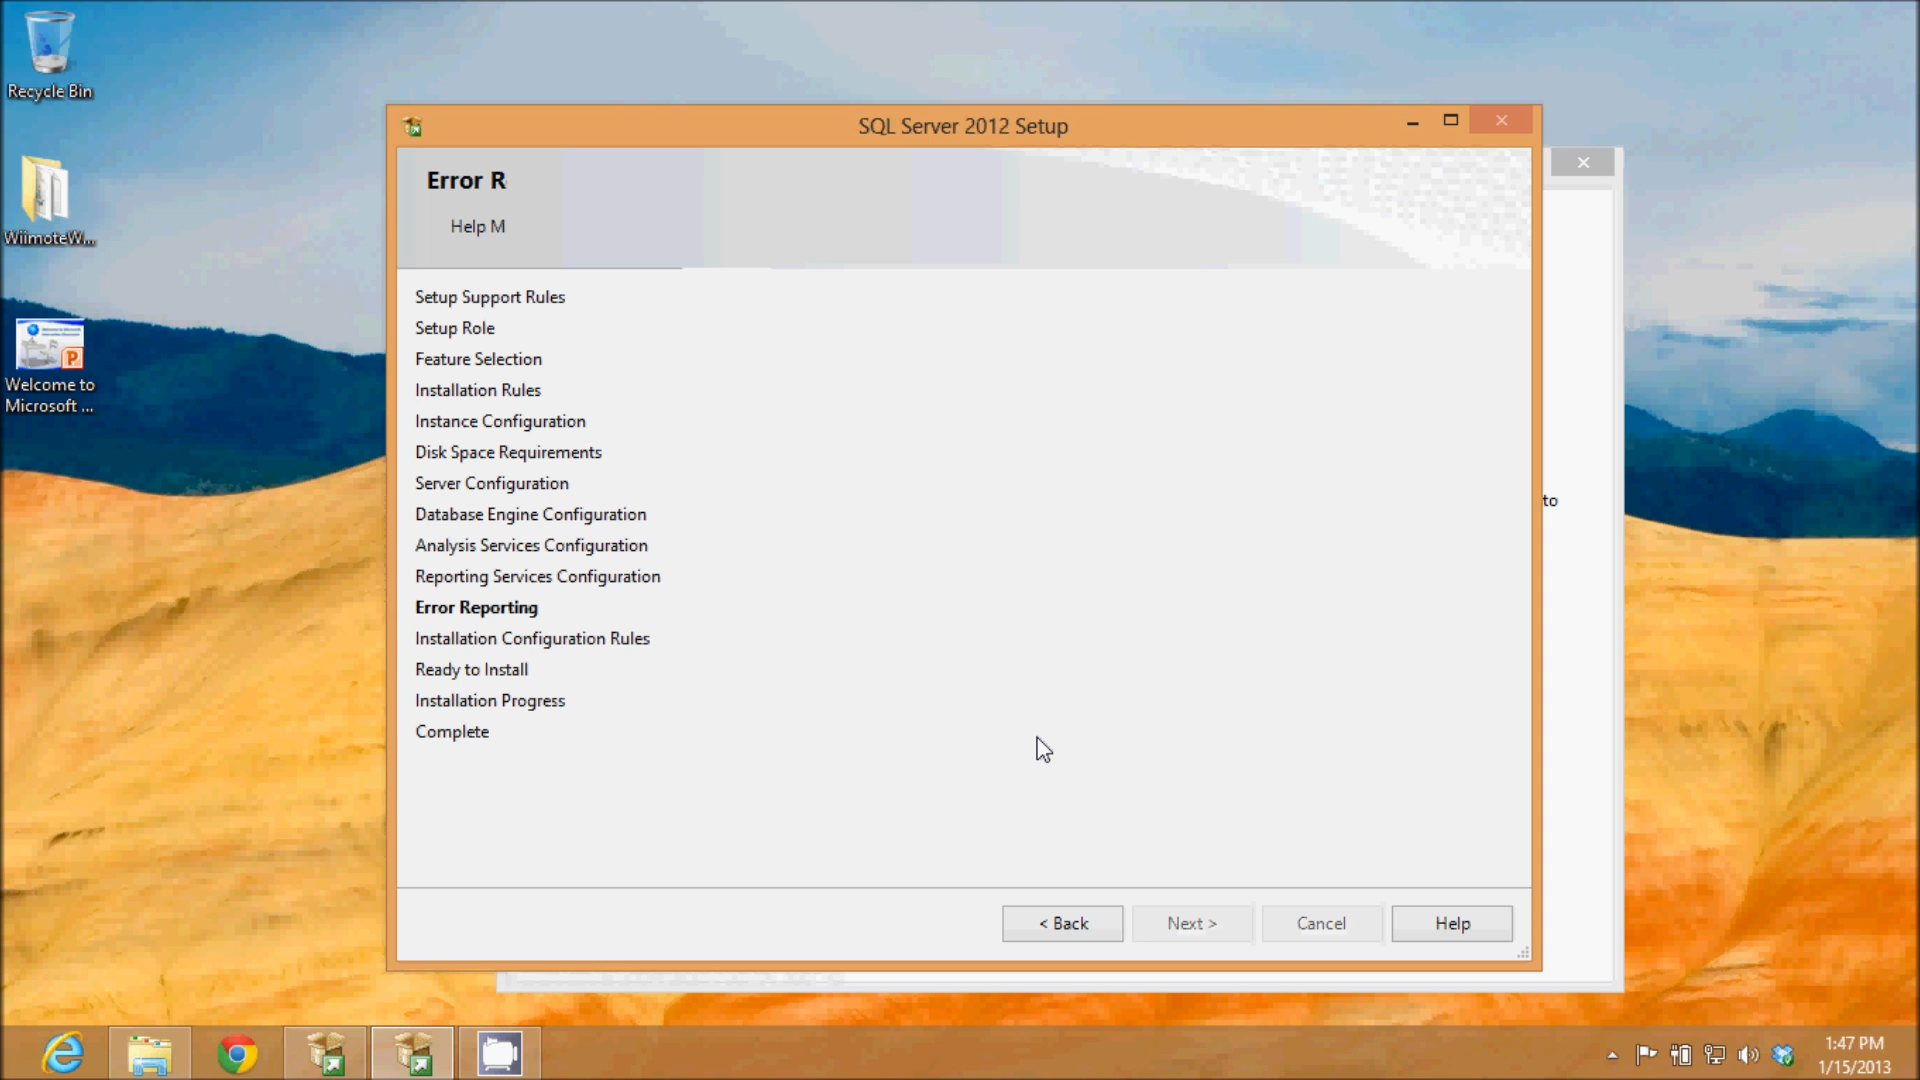 Recycle Bin
WiimoteW...
Welcome to
Microsoft ...
SQL Server 2012 Setup
Error R
Help M
Setup Support Rules
Setup Role
Feature Selection
Installation Rules
Instance Configuration
Disk Space Requirements
Server Configuration
Database Engine Configuration
Analysis Services Configuration
Reporting Services Configuration
Error Reporting
Installation Configuration Rules
Ready to Install
Installation Progress
Complete
to
< Back
Next >
Cancel
Help
1:47 PM
1/15/2013